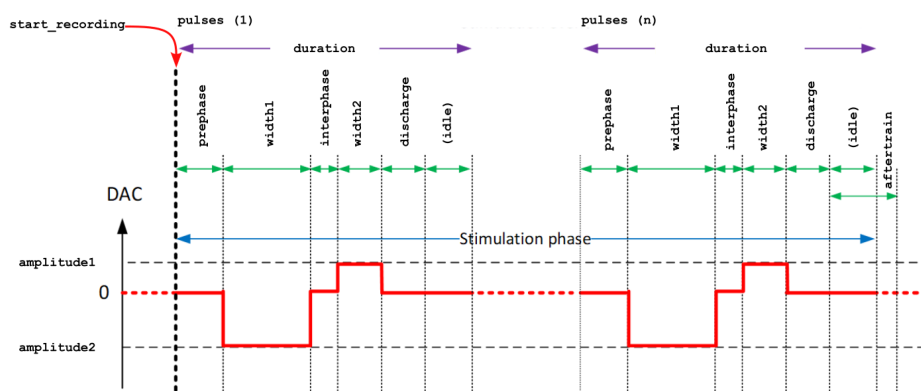 start_recording
pulses (1)
pulses (n)
duration
duration
prephase
width1
interphase
width2
discharge
(idle)
prephase
width1
interphase
width2
discharge
(idle)
aftertrain
DAC
Stimulation phase
amplitude1
0
amplitude2